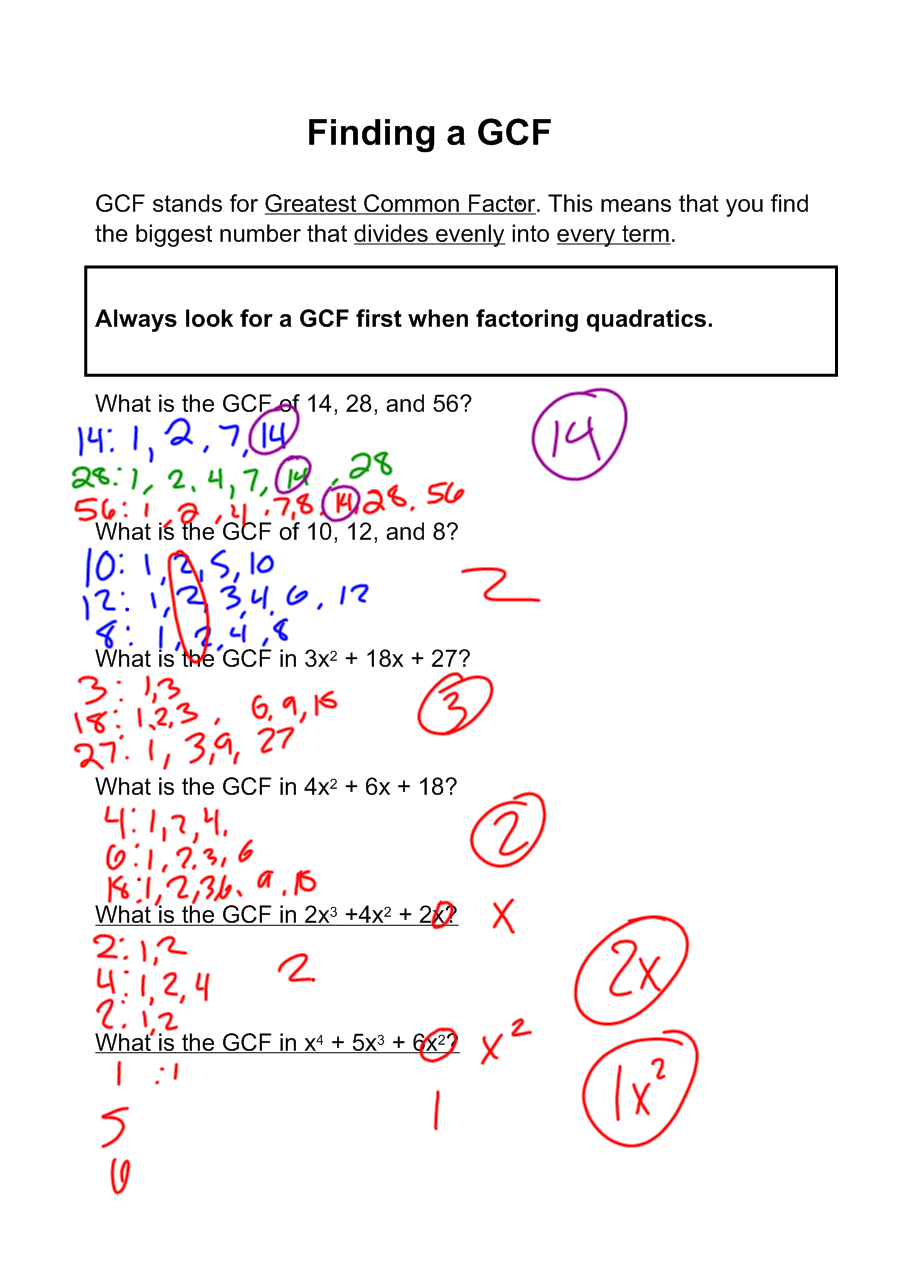 Finding a GCF
GCF stands for Greatest Common Factor. This means that you find
the biggest number that divides evenly into every term.
Always look for a GCF first when factoring quadratics.
What is the GCF of 14, 28, and 56?
14: 1, 2, 7, 14
14
28: 1, 2, 4, 7, 14, 28
56: 1, 2, 4, 7, 8, 14, 28, 56
What is the GCF of 10, 12, and 8?
10: 1, 2, 5, 10
12: 1, 2, 3, 4, 6, 12
2
8: 1, 2, 4, 8
What is the GCF in 3x² + 18x + 27?
3: 1, 3
18: 1, 2, 3, 6, 9, 18
3
27: 1, 3, 9, 27
What is the GCF in 4x² + 6x + 18?
4: 1, 2, 4,
2
6: 1, 2, 3, 6
18: 1, 2, 3, 6, 9, 18
What is the GCF in 2x³ +4x² + 2x? x
2: 1, 2
4: 1, 2, 4
2
2x
2: 1, 2
What is the GCF in x⁴ + 5x³ + 6x²? x²
1 : 1
5
1
1x²
6